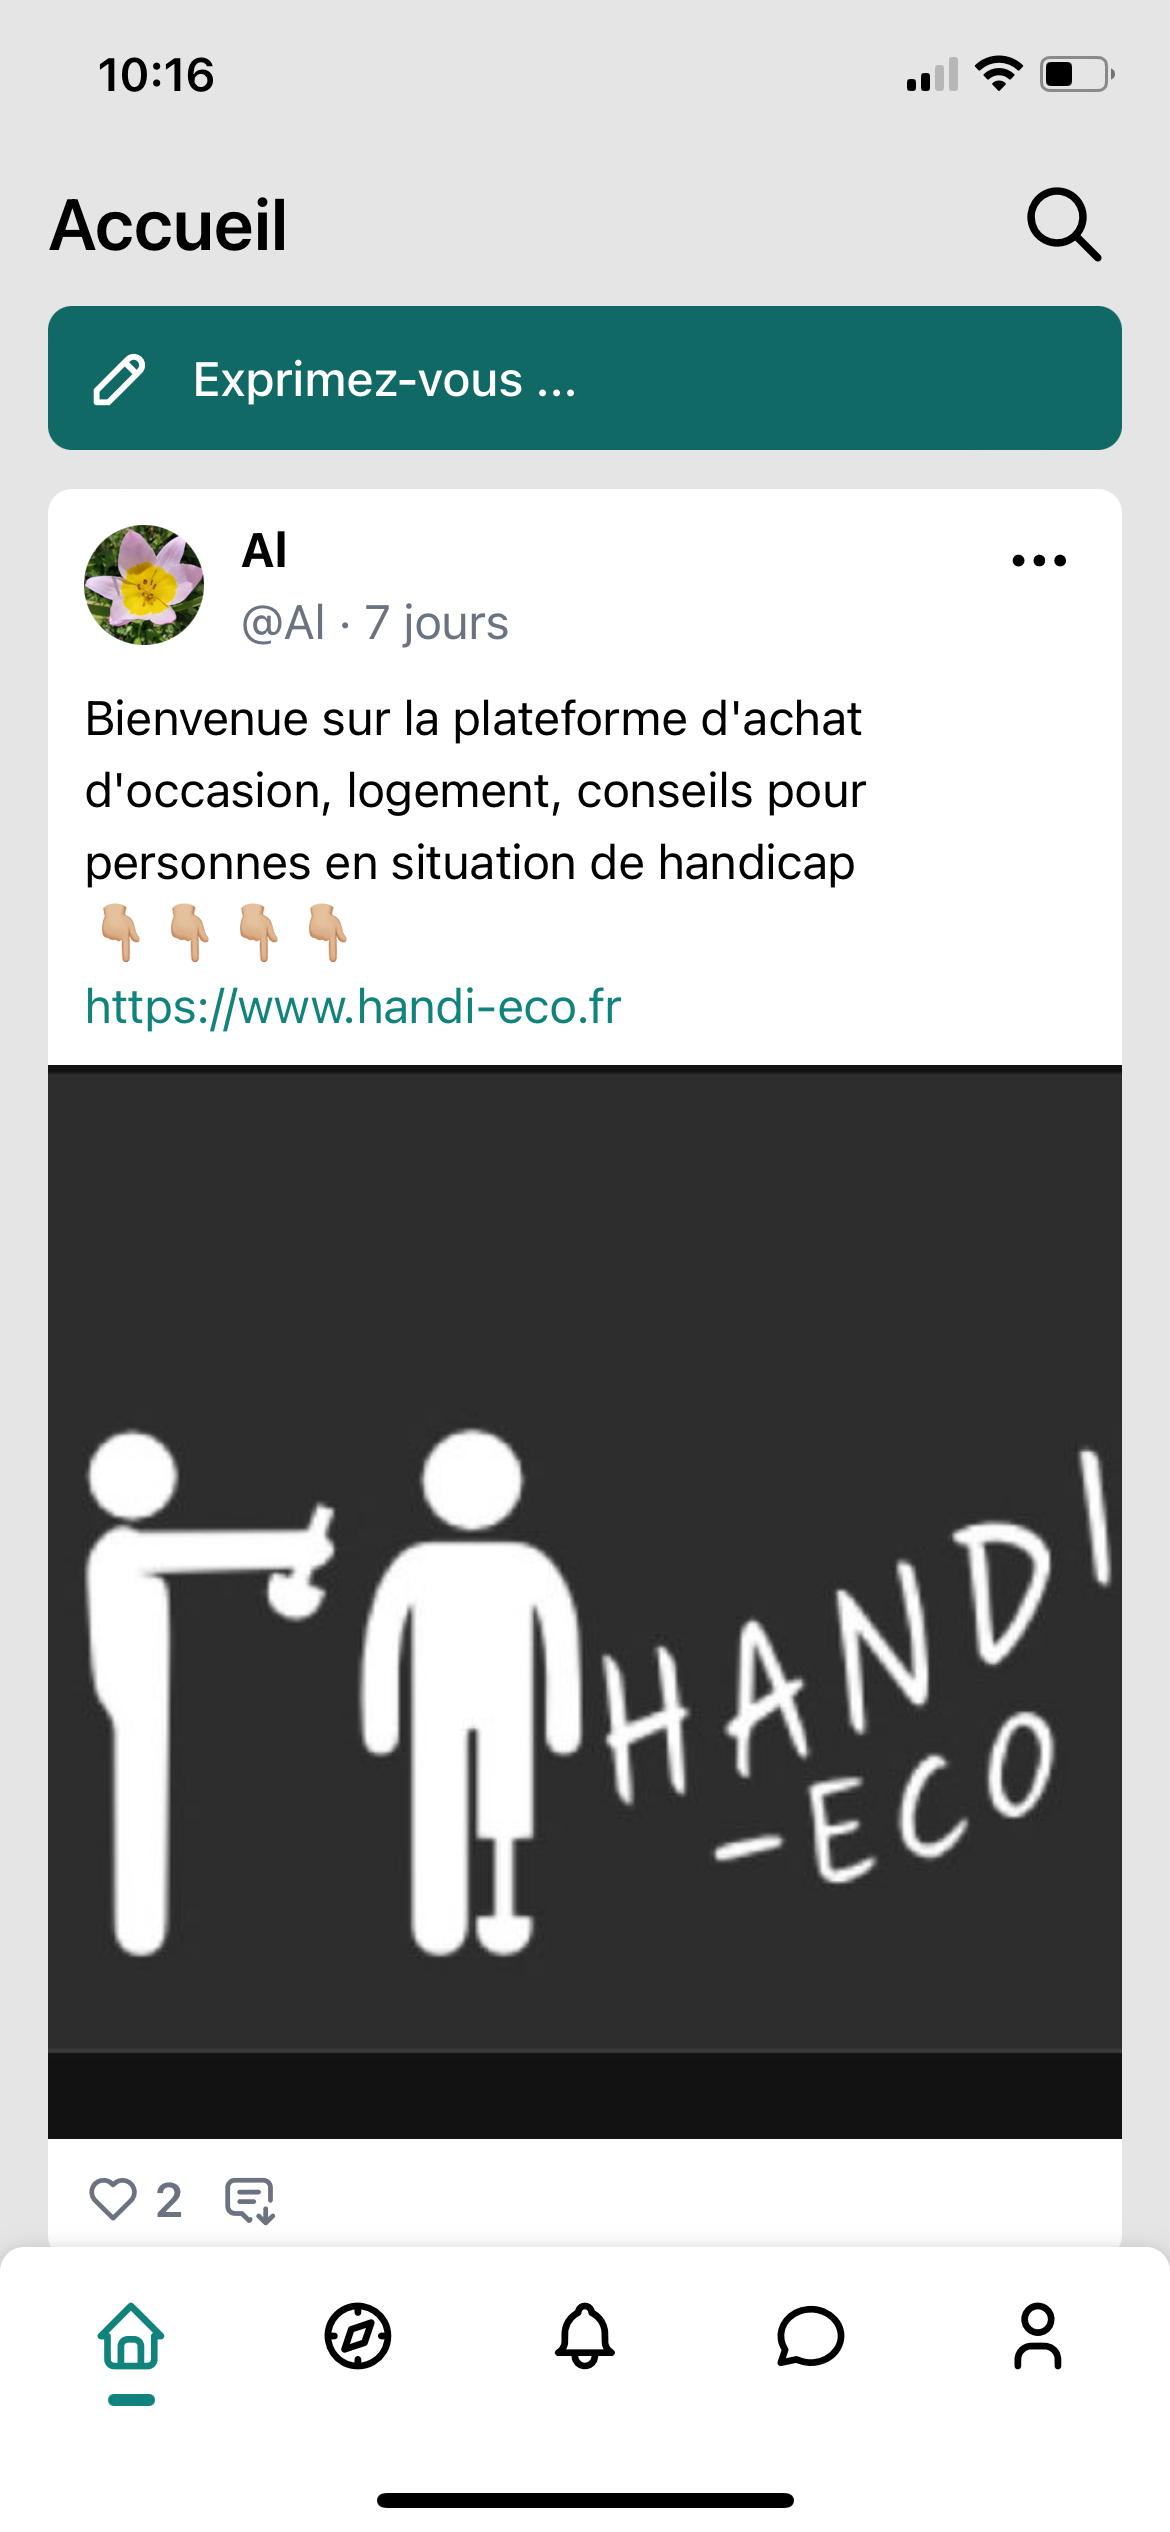 10:16
Accueil
Exprimez-vous ...
Al
@Al · 7 jours
Bienvenue sur la plateforme d'achat
d'occasion, logement, conseils pour
personnes en situation de handicap
👇🏼 👇🏼 👇🏼 👇🏼
https://www.handi-eco.fr
HANDI
-ECO
2